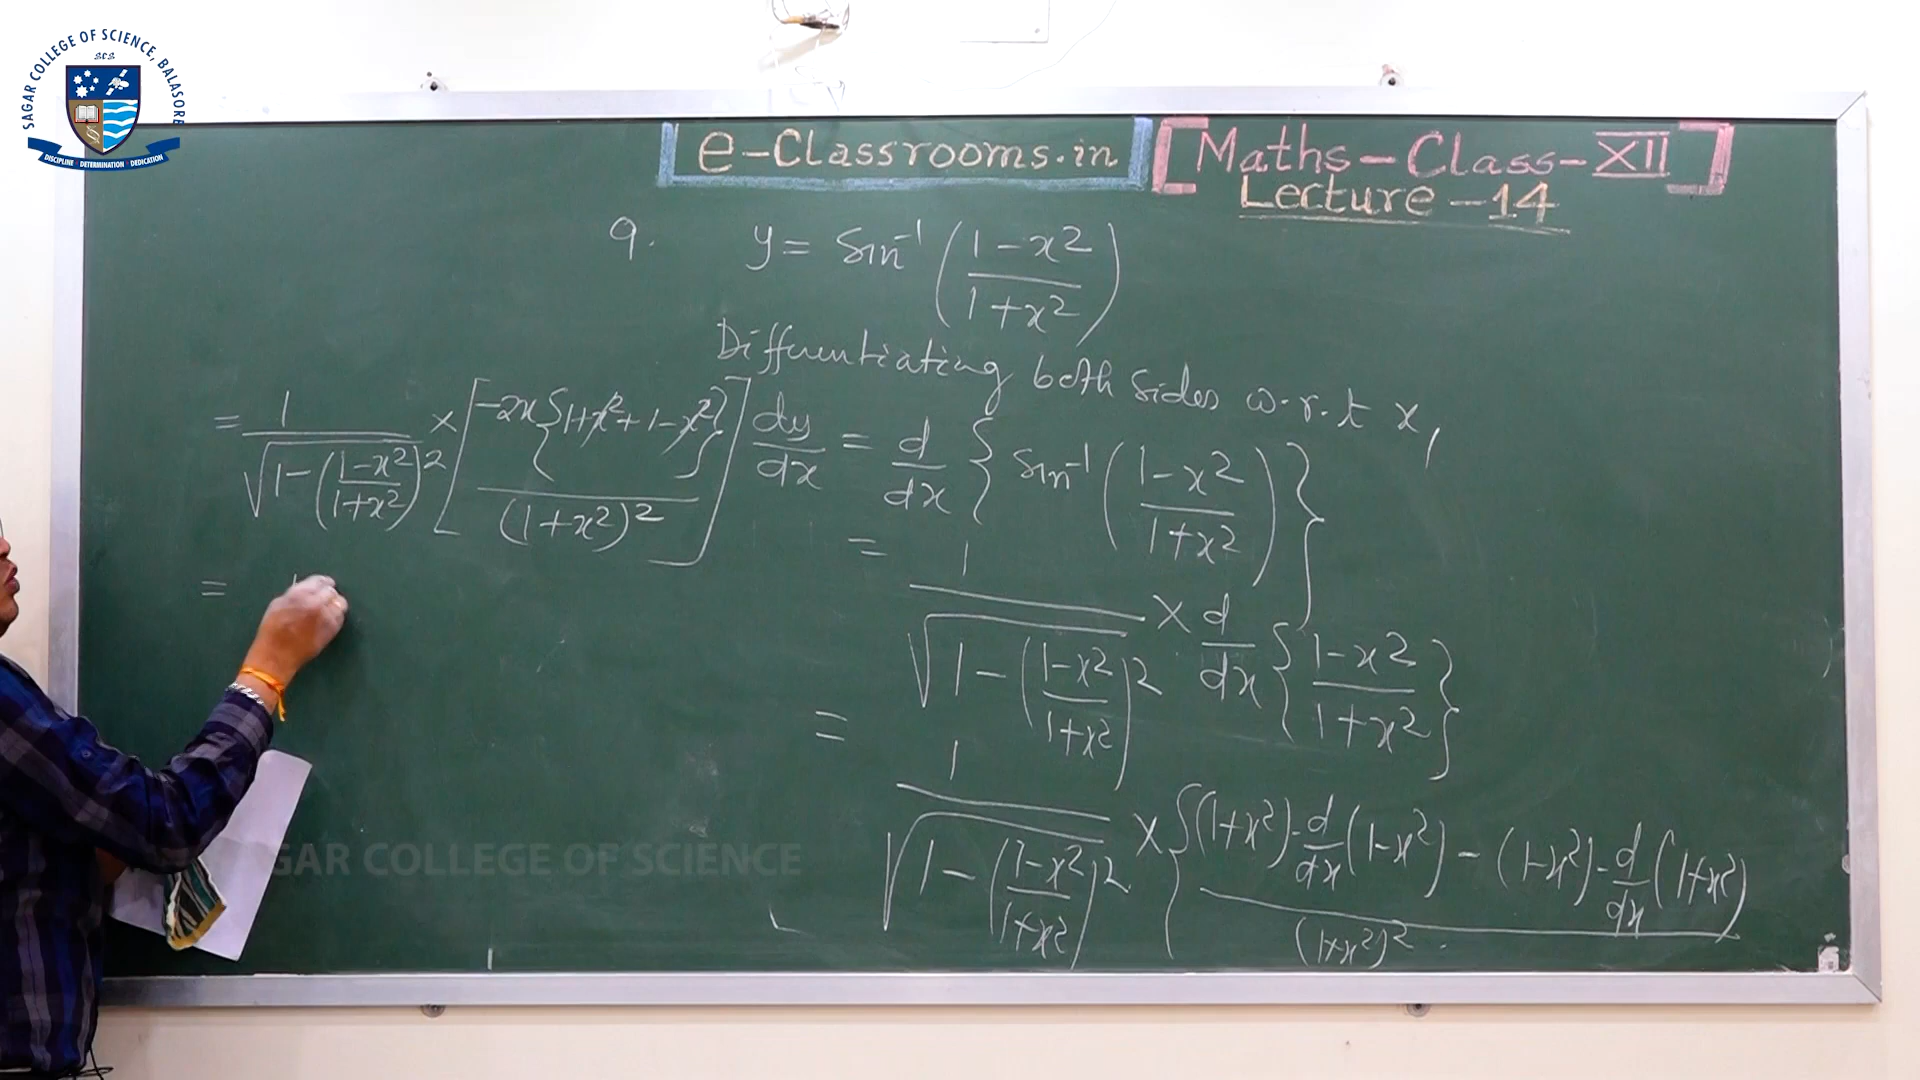 SAGAR COLLEGE OF SCIENCE, BALASORE
SCS
DISCIPLINE DETERMINATION DEDICATION
e-Classrooms.in [Maths-Class-XII]
Lecture-14
9. y = Sin⁻¹ ((1-x²)/(1+x²))
Differentiating both sides w.r.t x,
dy/dx = d/dx {Sin⁻¹ ((1-x²)/(1+x²))}
= 1/√(1-((1-x²)/(1+x²))²) × d/dx {(1-x²)/(1+x²)}
= 1/√(1-((1-x²)/(1+x²))²) × {(1+x²)·d/dx(1-x²) - (1-x²)·d/dx(1+x²)/(1+x²)²
= 1/√(1-((1-x²)/(1+x²))²) × [-2x{1+x²+1-x²}/(1+x²)²]
=
GAR COLLEGE OF SCIENCE